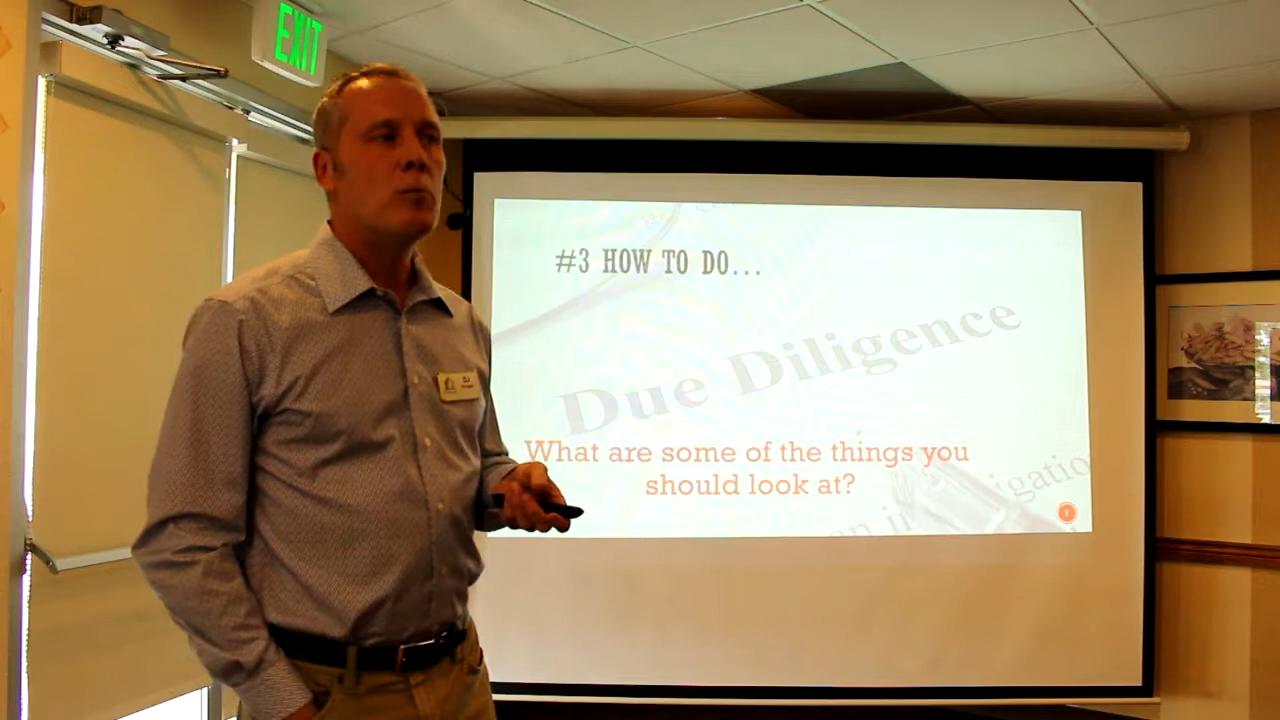 EXIT
#3 HOW TO DO...
Due Diligence
What are some of the things you
should look at?